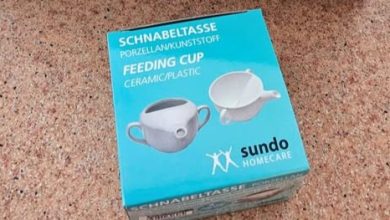 SCHNABELTASSE
PORZELLAN/KUNSTSTOFF
FEEDING CUP
CERAMIC/PLASTIC
sundo
HOMECARE
SCHNABELTASSE